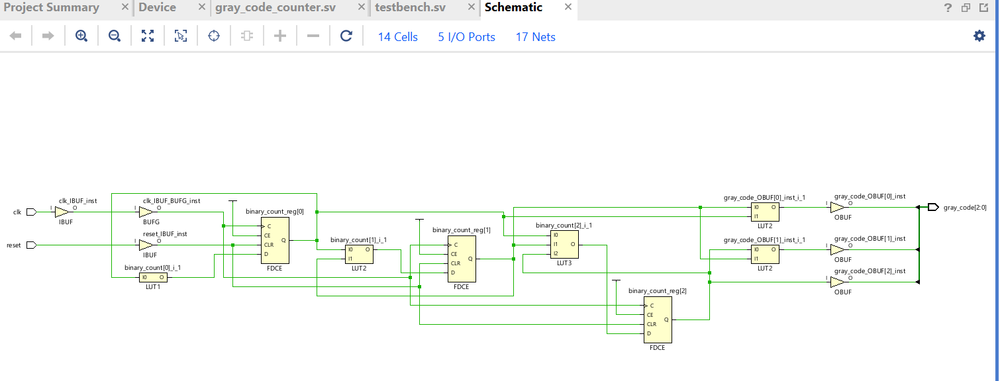 Project Summary × Device × gray_code_counter.sv × testbench.sv × Schematic × ?
14 Cells 5 I/O Ports 17 Nets
clk
I clk_IBUF_inst O
IBUF
I clk_IBUF_BUFG_inst O
BUFG
reset
I reset_IBUF_inst O
IBUF
binary_count[0]_i_1
I0 O
LUT1
binary_count_reg[0]
C
CE
CLR
D
Q
FDCE
binary_count[1]_i_1
I0 O
I1
LUT2
binary_count_reg[1]
C
CE
CLR
D
Q
FDCE
binary_count[2]_i_1
I0
I1 O
I2
LUT3
binary_count_reg[2]
C
CE
CLR
D
Q
FDCE
gray_code_OBUF[0]_inst_i_1
I0 O
I1
LUT2
gray_code_OBUF[1]_inst_i_1
I0 O
I1
LUT2
gray_code_OBUF[0]_inst
I O
OBUF
gray_code_OBUF[1]_inst
I O
OBUF
gray_code_OBUF[2]_inst
I O
OBUF
gray_code[2:0]